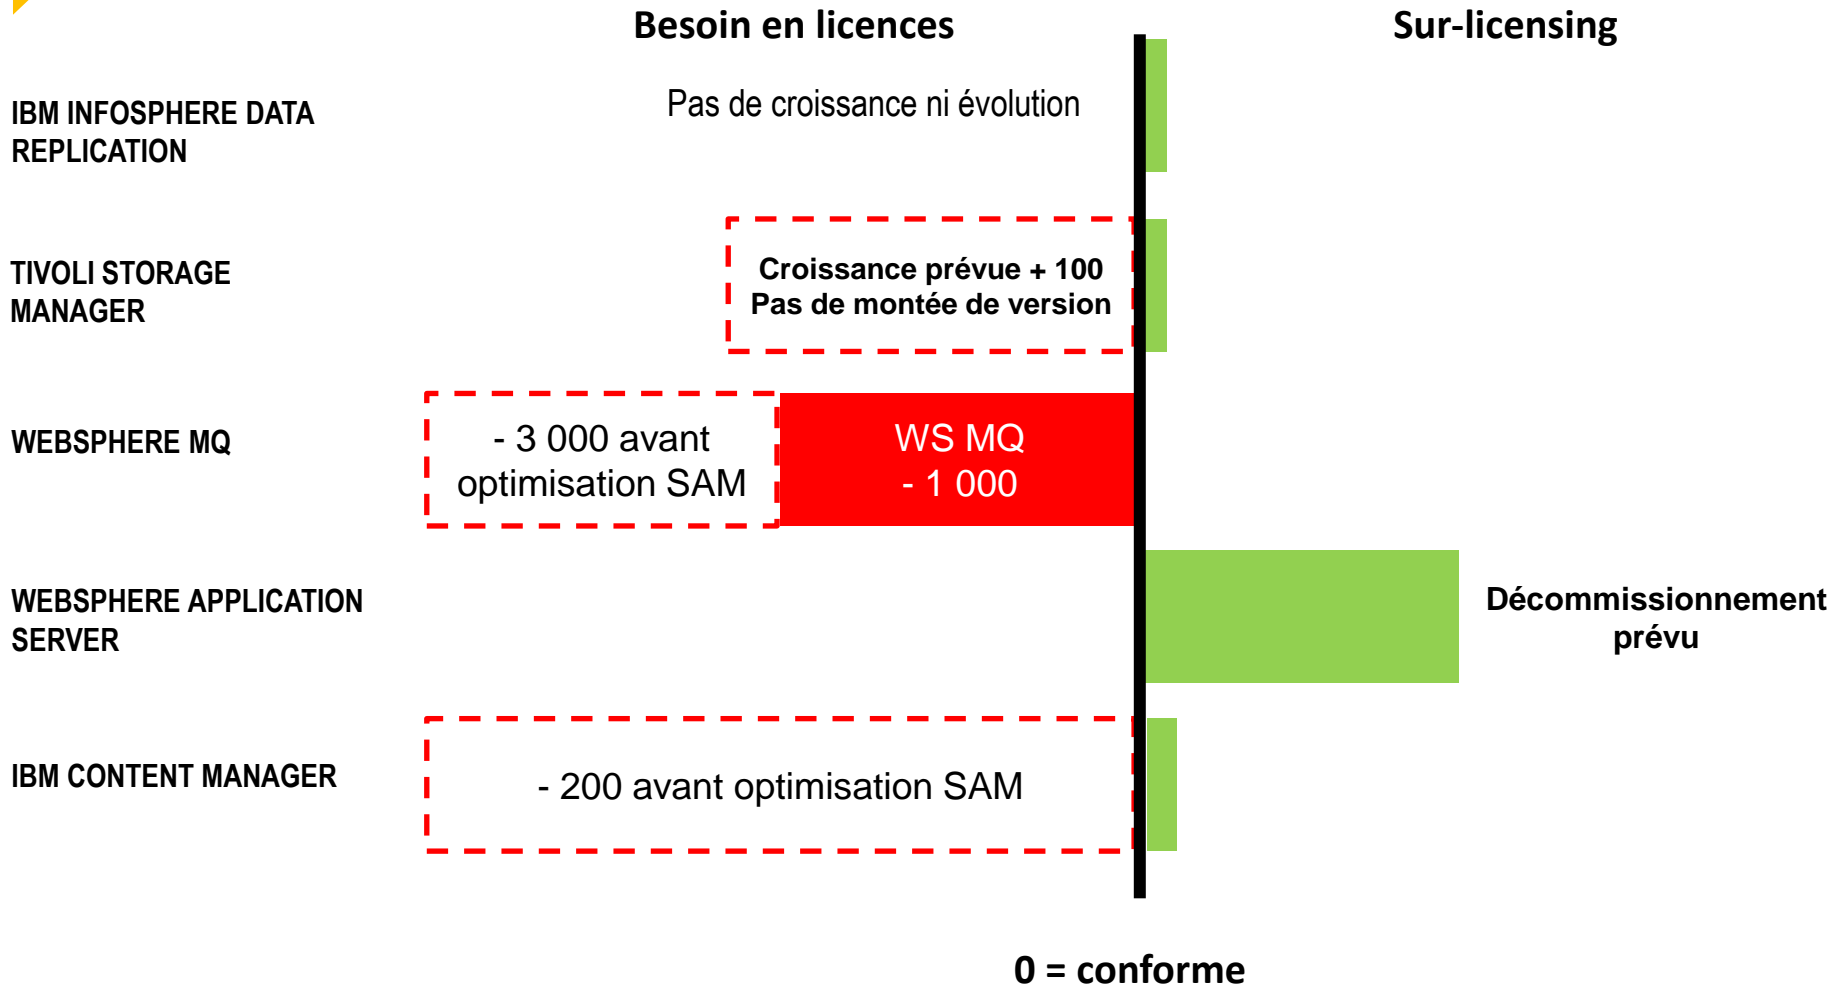 Besoin en licences
Sur-licensing
IBM INFOSPHERE DATA
REPLICATION
Pas de croissance ni évolution
TIVOLI STORAGE
MANAGER
Croissance prévue + 100
Pas de montée de version
WEBSPHERE MQ
- 3 000 avant
optimisation SAM
WS MQ
- 1 000
WEBSPHERE APPLICATION
SERVER
Décommissionnement
prévu
IBM CONTENT MANAGER
- 200 avant optimisation SAM
0 = conforme